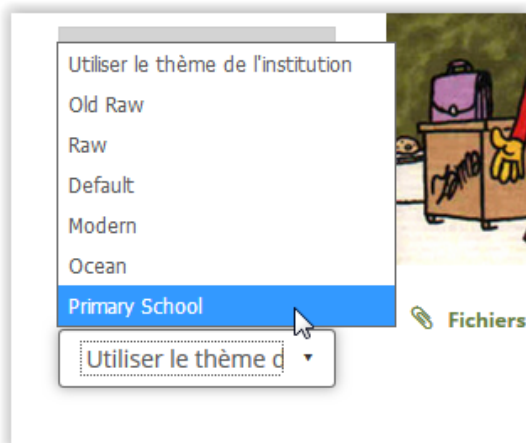 Utiliser le thème de l'institution
Old Raw
Raw
Default
Modern
Ocean
Primary School
Utiliser le thème d
Fichiers